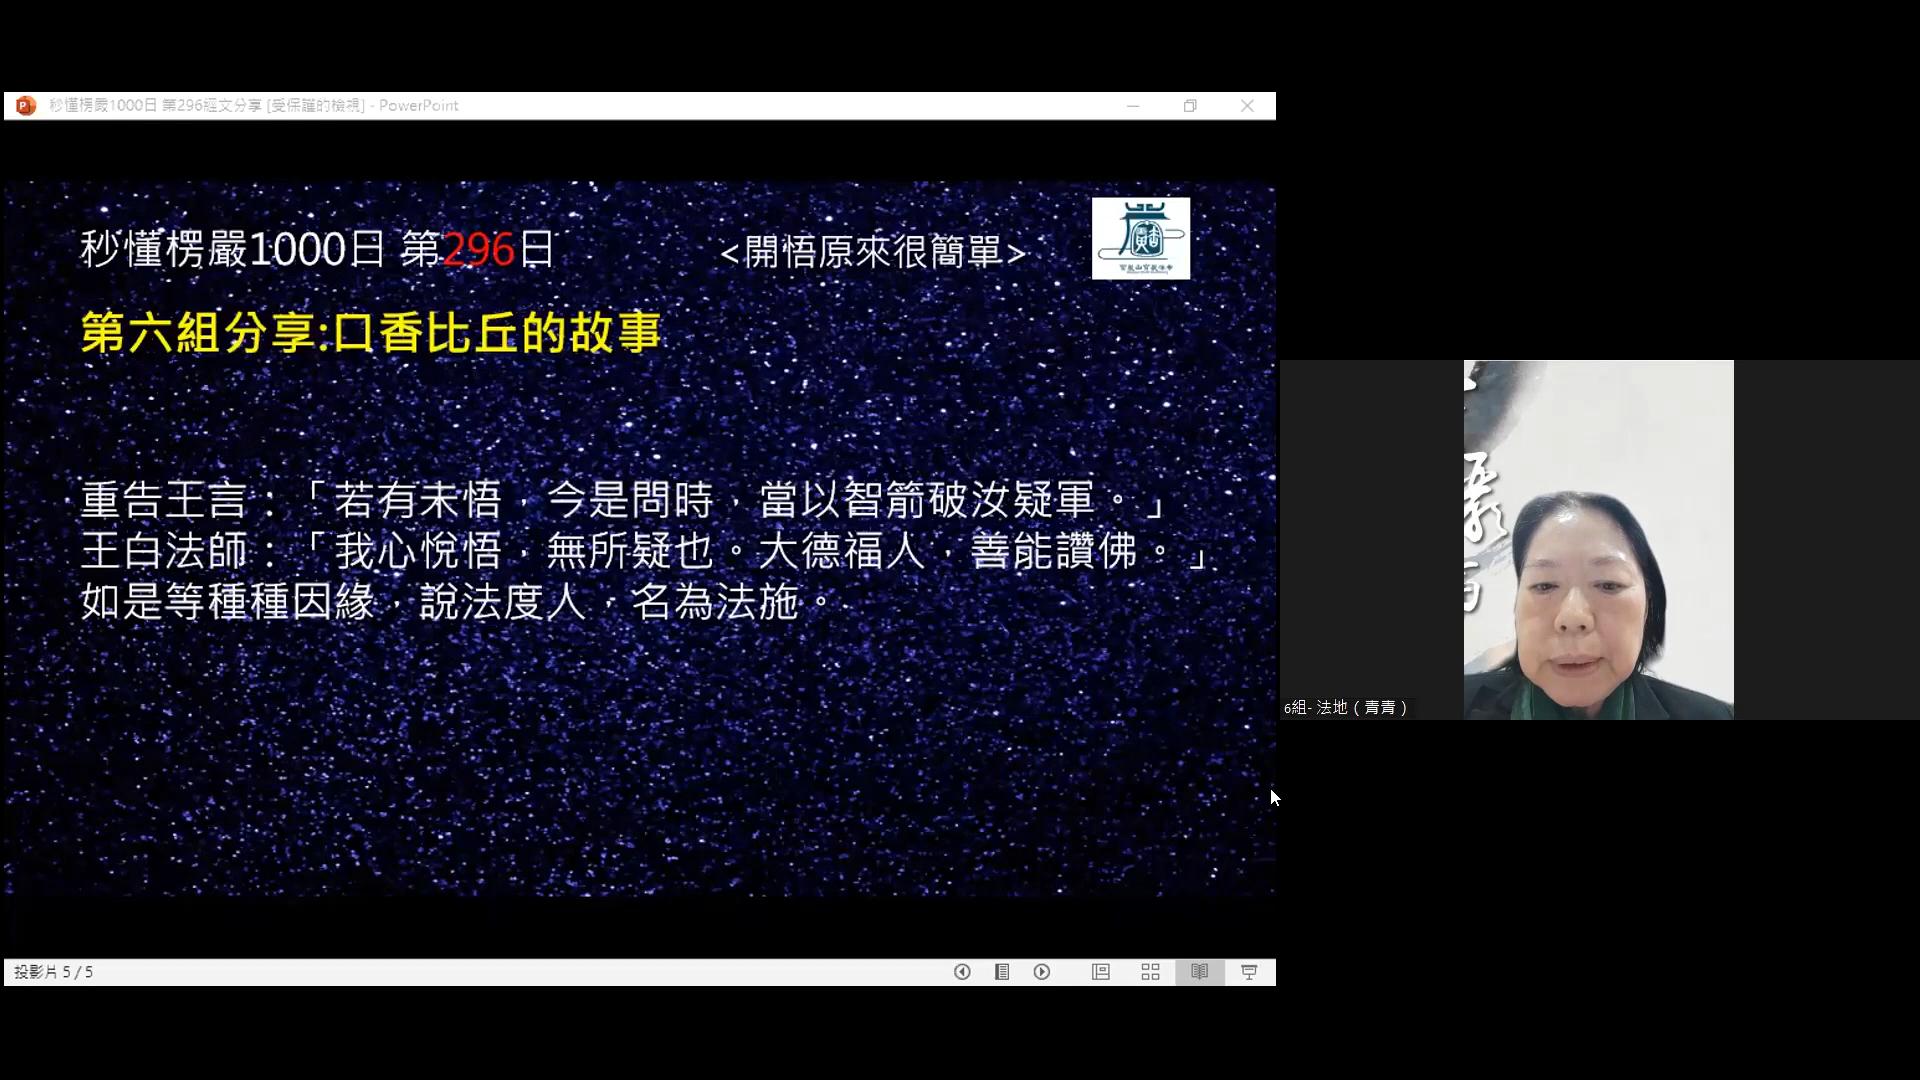 秒懂楞嚴1000日 第296經文分享 [受保護的檢視] - PowerPoint
秒懂楞嚴1000日 第296日
<開悟原來很簡單>
第六組分享:口香比丘的故事
重告王言：「若有未悟，今是問時，當以智箭破汝疑軍。」
王白法師：「我心悅悟，無所疑也。大德福人，善能讚佛。」
如是等種種因緣，說法度人，名為法施。
6組- 法地（青青）
投影片 5 / 5